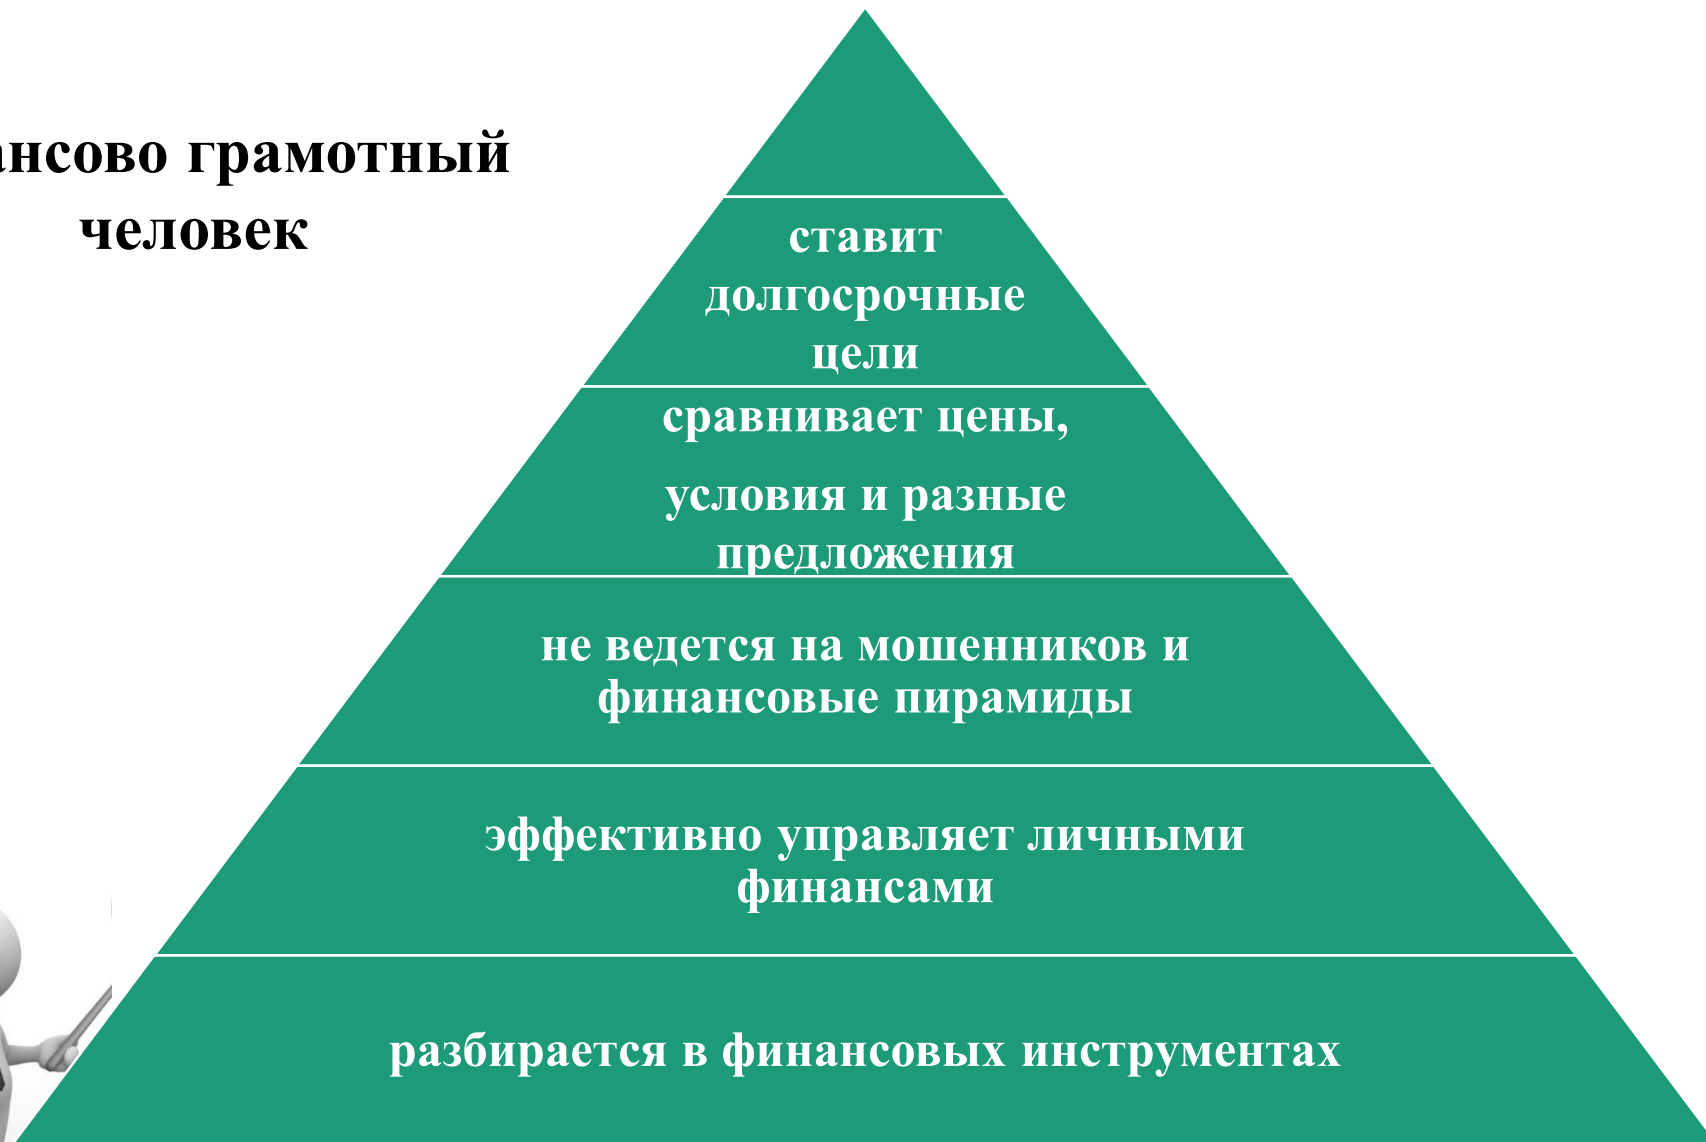 ансово грамотный
человек
ставит
долгосрочные
цели
сравнивает цены,
условия и разные
предложения
не ведется на мошенников и
финансовые пирамиды
эффективно управляет личными
финансами
разбирается в финансовых инструментах